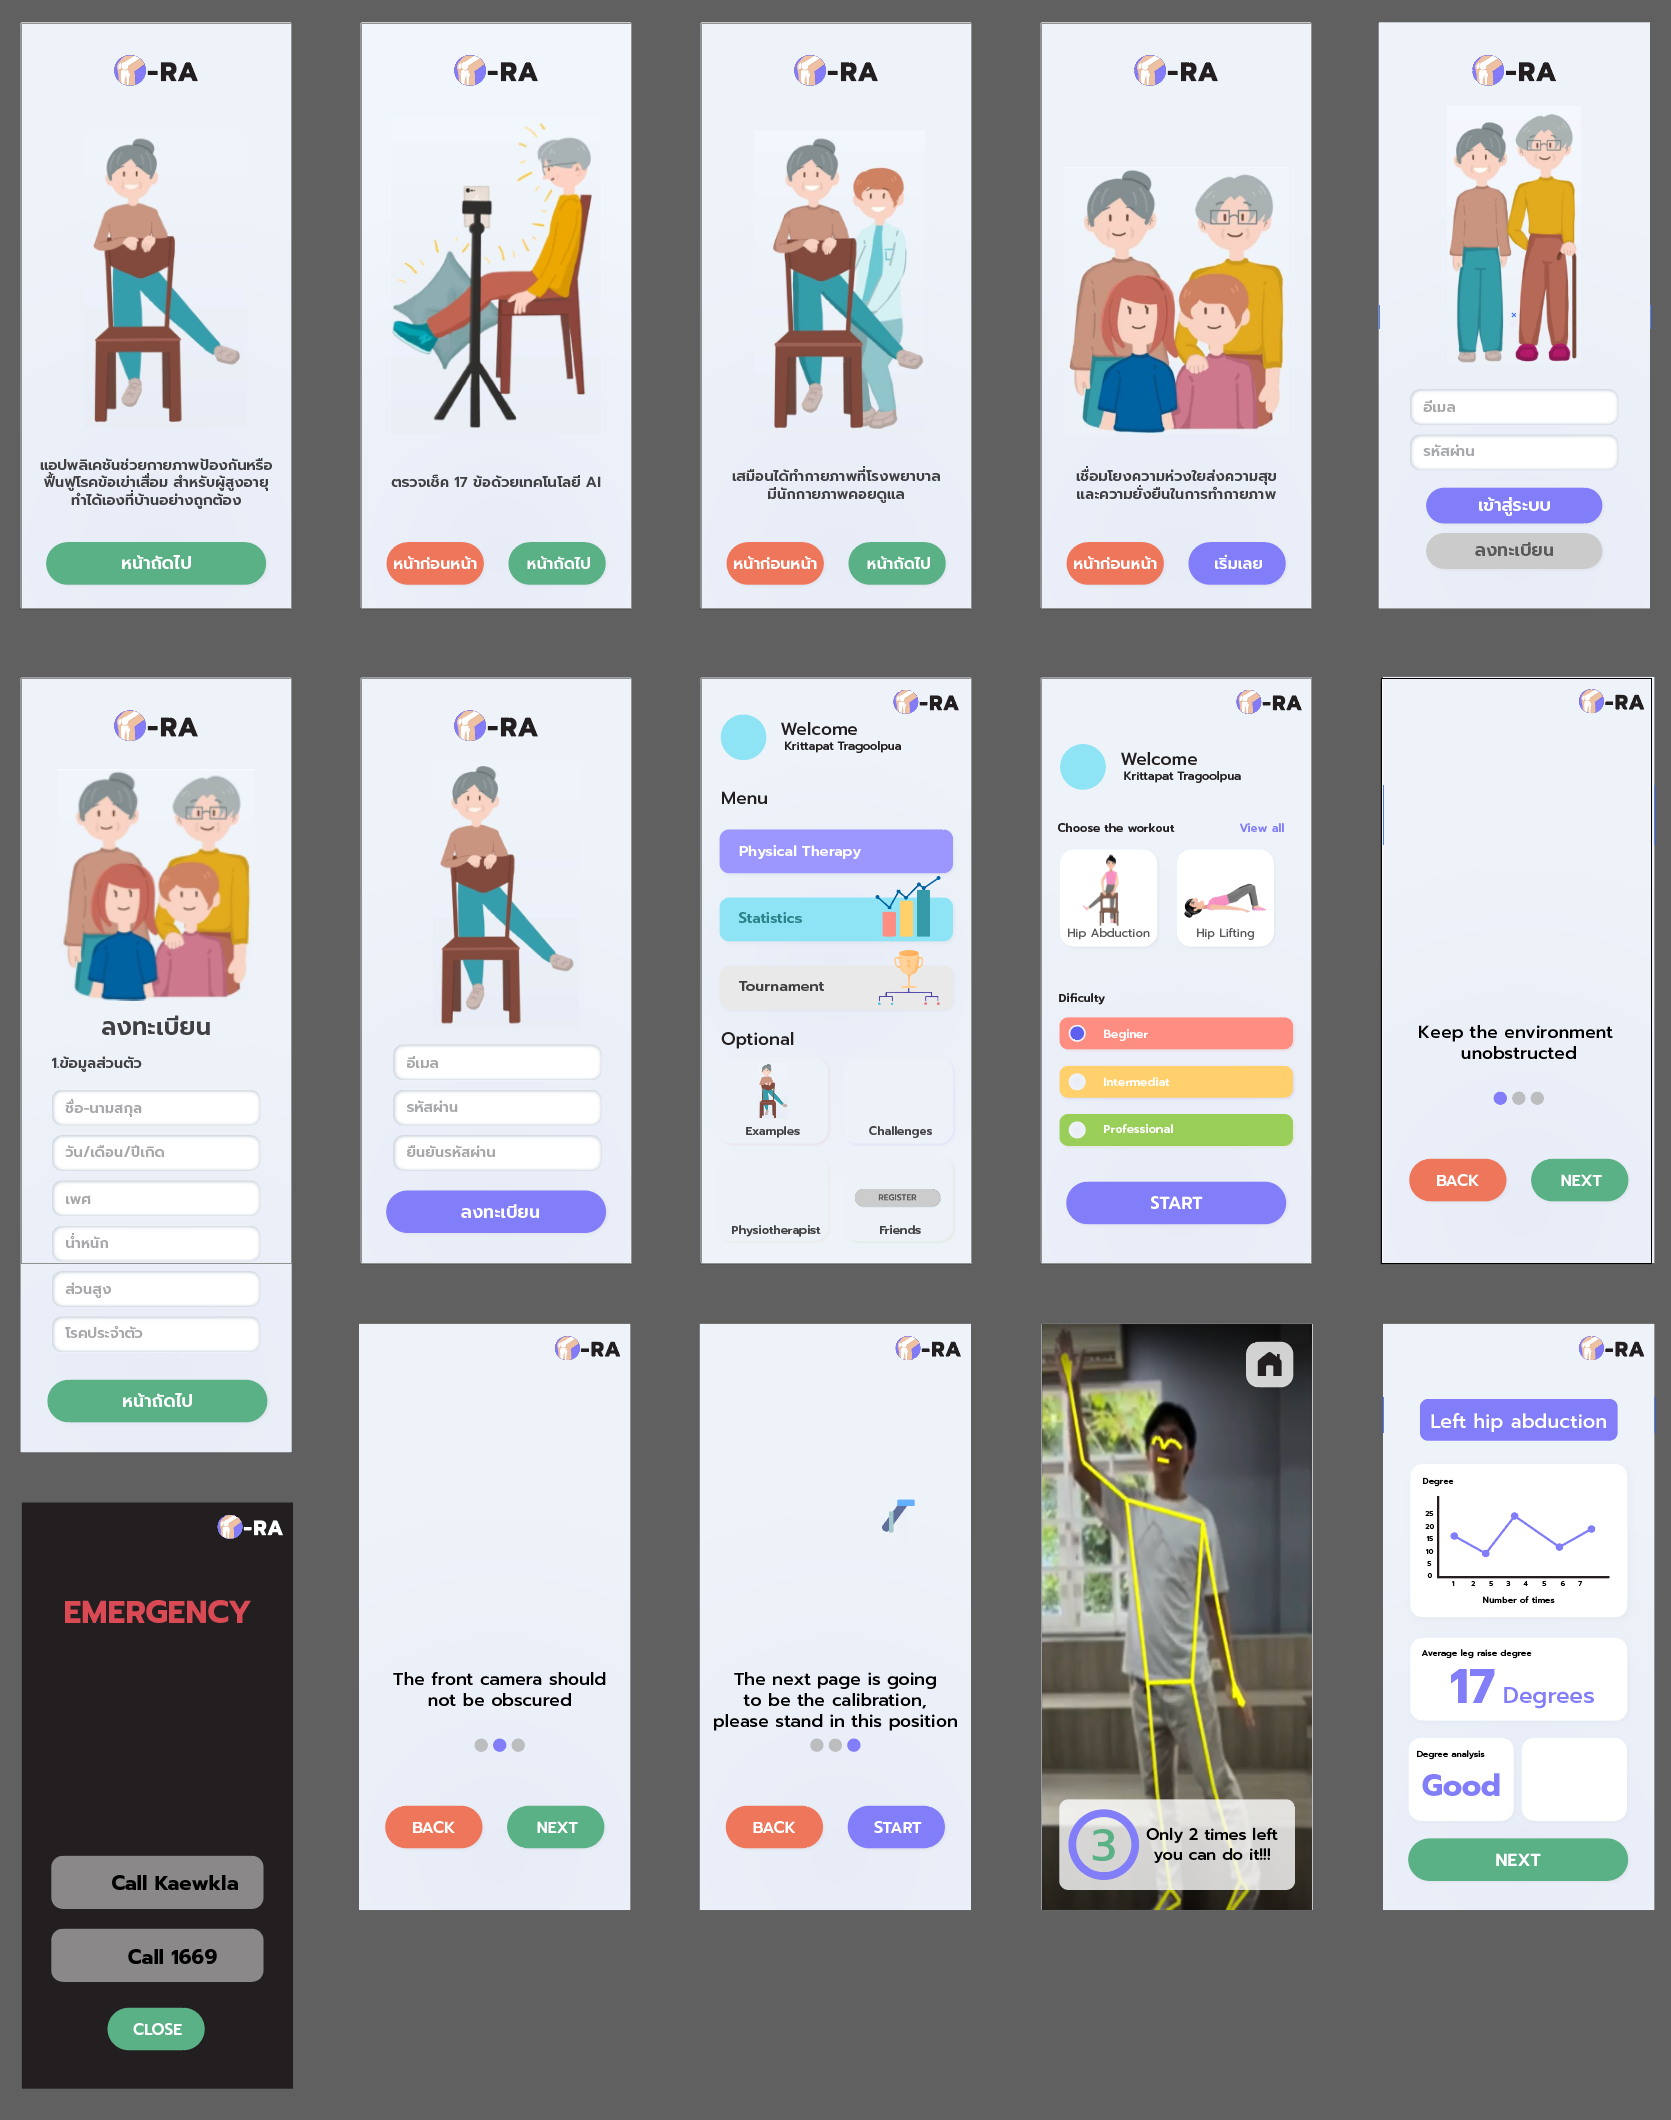 -RA
แอปพลิเคชันช่วยกายภาพป้องกันหรือ
ฟื้นฟูโรคข้อเข่าเสื่อม สำหรับผู้สูงอายุ
ทำได้เองที่บ้านอย่างถูกต้อง
หน้าถัดไป
-RA
ตรวจเช็ค 17 ข้อด้วยเทคโนโลยี AI
หน้าก่อนหน้า
หน้าถัดไป
-RA
เสมือนได้ทำกายภาพที่โรงพยาบาล
มีนักกายภาพคอยดูแล
หน้าก่อนหน้า
หน้าถัดไป
-RA
เชื่อมโยงความห่วงใยส่งความสุข
และความยั่งยืนในการทำกายภาพ
หน้าก่อนหน้า
เริ่มเลย
-RA
อีเมล
รหัสผ่าน
เข้าสู่ระบบ
ลงทะเบียน
-RA
ลงทะเบียน
1.ข้อมูลส่วนตัว
ชื่อ-นามสกุล
วัน/เดือน/ปีเกิด
เพศ
น้ำหนัก
ส่วนสูง
โรคประจำตัว
หน้าถัดไป
-RA
อีเมล
รหัสผ่าน
ยืนยันรหัสผ่าน
ลงทะเบียน
-RA
Welcome
Krittapat Tragoolpua
Menu
Physical Therapy
Statistics
Tournament
Optional
Examples
Challenges
Physiotherapist
REGISTER
Friends
-RA
Welcome
Krittapat Tragoolpua
Choose the workout
View all
Hip Abduction
Hip Lifting
Dificulty
Beginer
Intermediat
Professional
START
-RA
Keep the environment
unobstructed
BACK
NEXT
-RA
The front camera should
not be obscured
BACK
NEXT
-RA
The next page is going
to be the calibration,
please stand in this position
BACK
START
3
Only 2 times left
you can do it!!!
-RA
Left hip abduction
Degree
25
20
15
10
5
0
1 2 5 3 4 5 6 7
Number of times
Average leg raise degree
17 Degrees
Degree analysis
Good
NEXT
-RA
EMERGENCY
Call Kaewkla
Call 1669
CLOSE